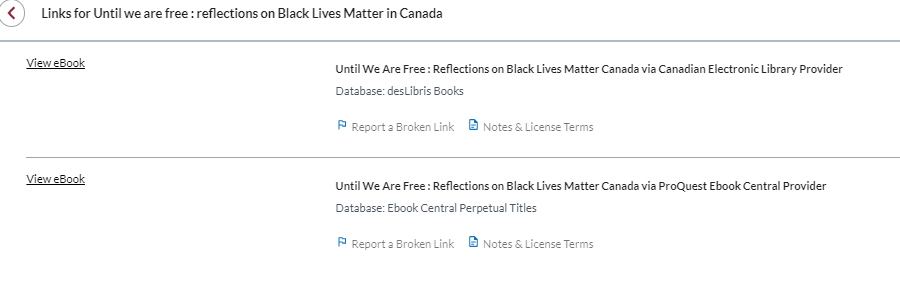 Links for Until we are free : reflections on Black Lives Matter in Canada
View eBook
Until We Are Free : Reflections on Black Lives Matter Canada via Canadian Electronic Library Provider
Database: desLibris Books
Report a Broken Link Notes & License Terms
View eBook
Until We Are Free : Reflections on Black Lives Matter Canada via ProQuest Ebook Central Provider
Database: Ebook Central Perpetual Titles
Report a Broken Link Notes & License Terms